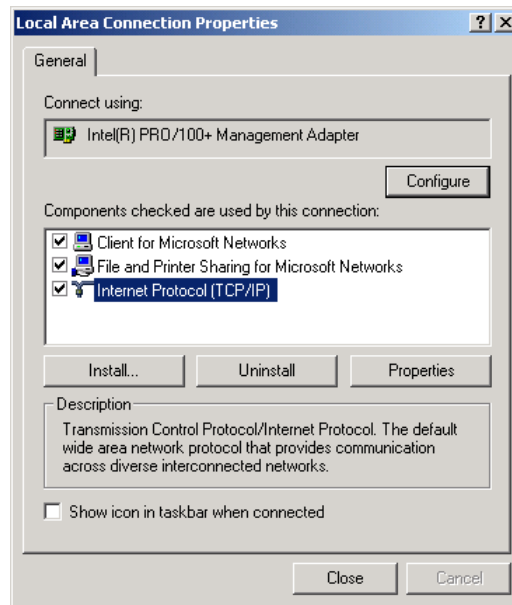 Local Area Connection Properties
General
Connect using:
Intel(R) PRO/100+ Management Adapter
Configure
Components checked are used by this connection:
Client for Microsoft Networks
File and Printer Sharing for Microsoft Networks
Internet Protocol (TCP/IP)
Install... Uninstall Properties
Description
Transmission Control Protocol/Internet Protocol. The default
wide area network protocol that provides communication
across diverse interconnected networks.
Show icon in taskbar when connected
Close Cancel